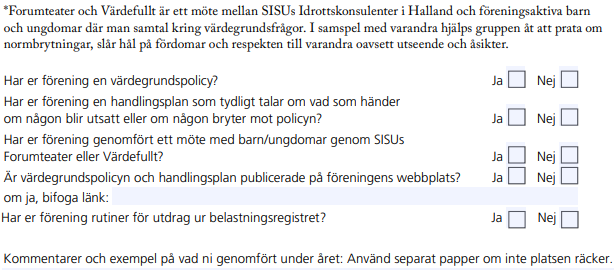 *Forumteater och Värdefullt är ett möte mellan SISUs Idrottskonsulenter i Halland och föreningsaktiva barn
och ungdomar där man samtal kring värdegrundsfrågor. I samspel med varandra hjälps gruppen åt att prata om
normbrytningar, slår hål på fördomar och respekten till varandra oavsett utseende och åsikter.
Har er förening en värdegrundspolicy? Ja Nej
Har er förening en handlingsplan som tydligt talar om vad som händer
om någon blir utsatt eller om någon bryter mot policyn? Ja Nej
Har er förening genomfört ett möte med barn/ungdomar genom SISUs
Forumteater eller Värdefullt? Ja Nej
Är värdegrundspolicyn och handlingsplan publicerade på föreningens webbplats? Ja Nej
om ja, bifoga länk:
Har er förening rutiner för utdrag ur belastningsregistret? Ja Nej
Kommentarer och exempel på vad ni genomfört under året: Använd separat papper om inte platsen räcker.